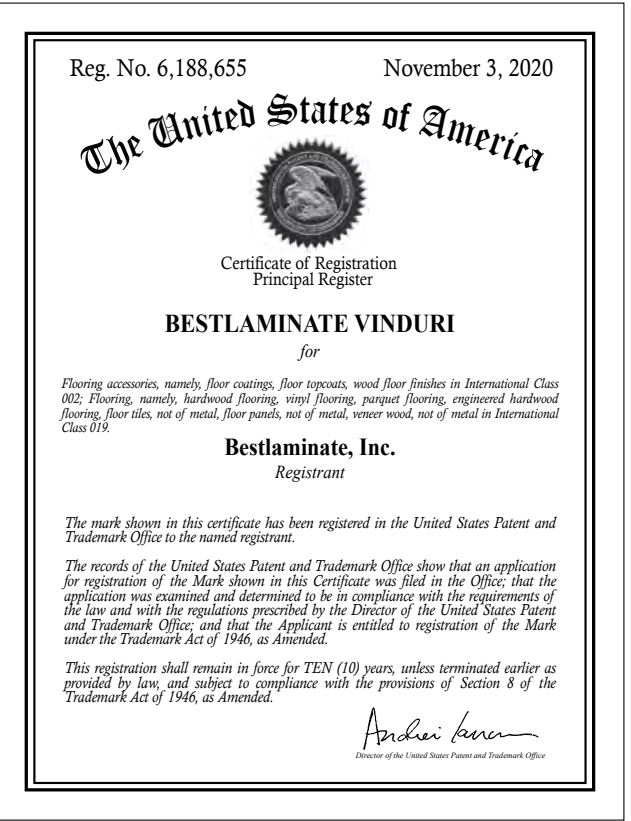 Reg. No. 6,188,655 November 3, 2020
The United States of America
Certificate of Registration
Principal Register
BESTLAMINATE VINDURI
for
Flooring accessories, namely, floor coatings, floor topcoats, wood floor finishes in International Class
002; Flooring, namely, hardwood flooring, vinyl flooring, parquet flooring, engineered hardwood
flooring, floor tiles, not of metal, floor panels, not of metal, veneer wood, not of metal in International
Class 019.
Bestlaminate, Inc.
Registrant
The mark shown in this certificate has been registered in the United States Patent and
Trademark Office to the named registrant.
The records of the United States Patent and Trademark Office show that an application
for registration of the Mark shown in this Certificate was filed in the Office; that the
application was examined and determined to be in compliance with the requirements of
the law and with the regulations prescribed by the Director of the United States Patent
and Trademark Office; and that the Applicant is entitled to registration of the Mark
under the Trademark Act of 1946, as Amended.
This registration shall remain in force for TEN (10) years, unless terminated earlier as
provided by law, and subject to compliance with the provisions of Section 8 of the
Trademark Act of 1946, as Amended.
Andrei
Director of the United States Patent and Trademark Office